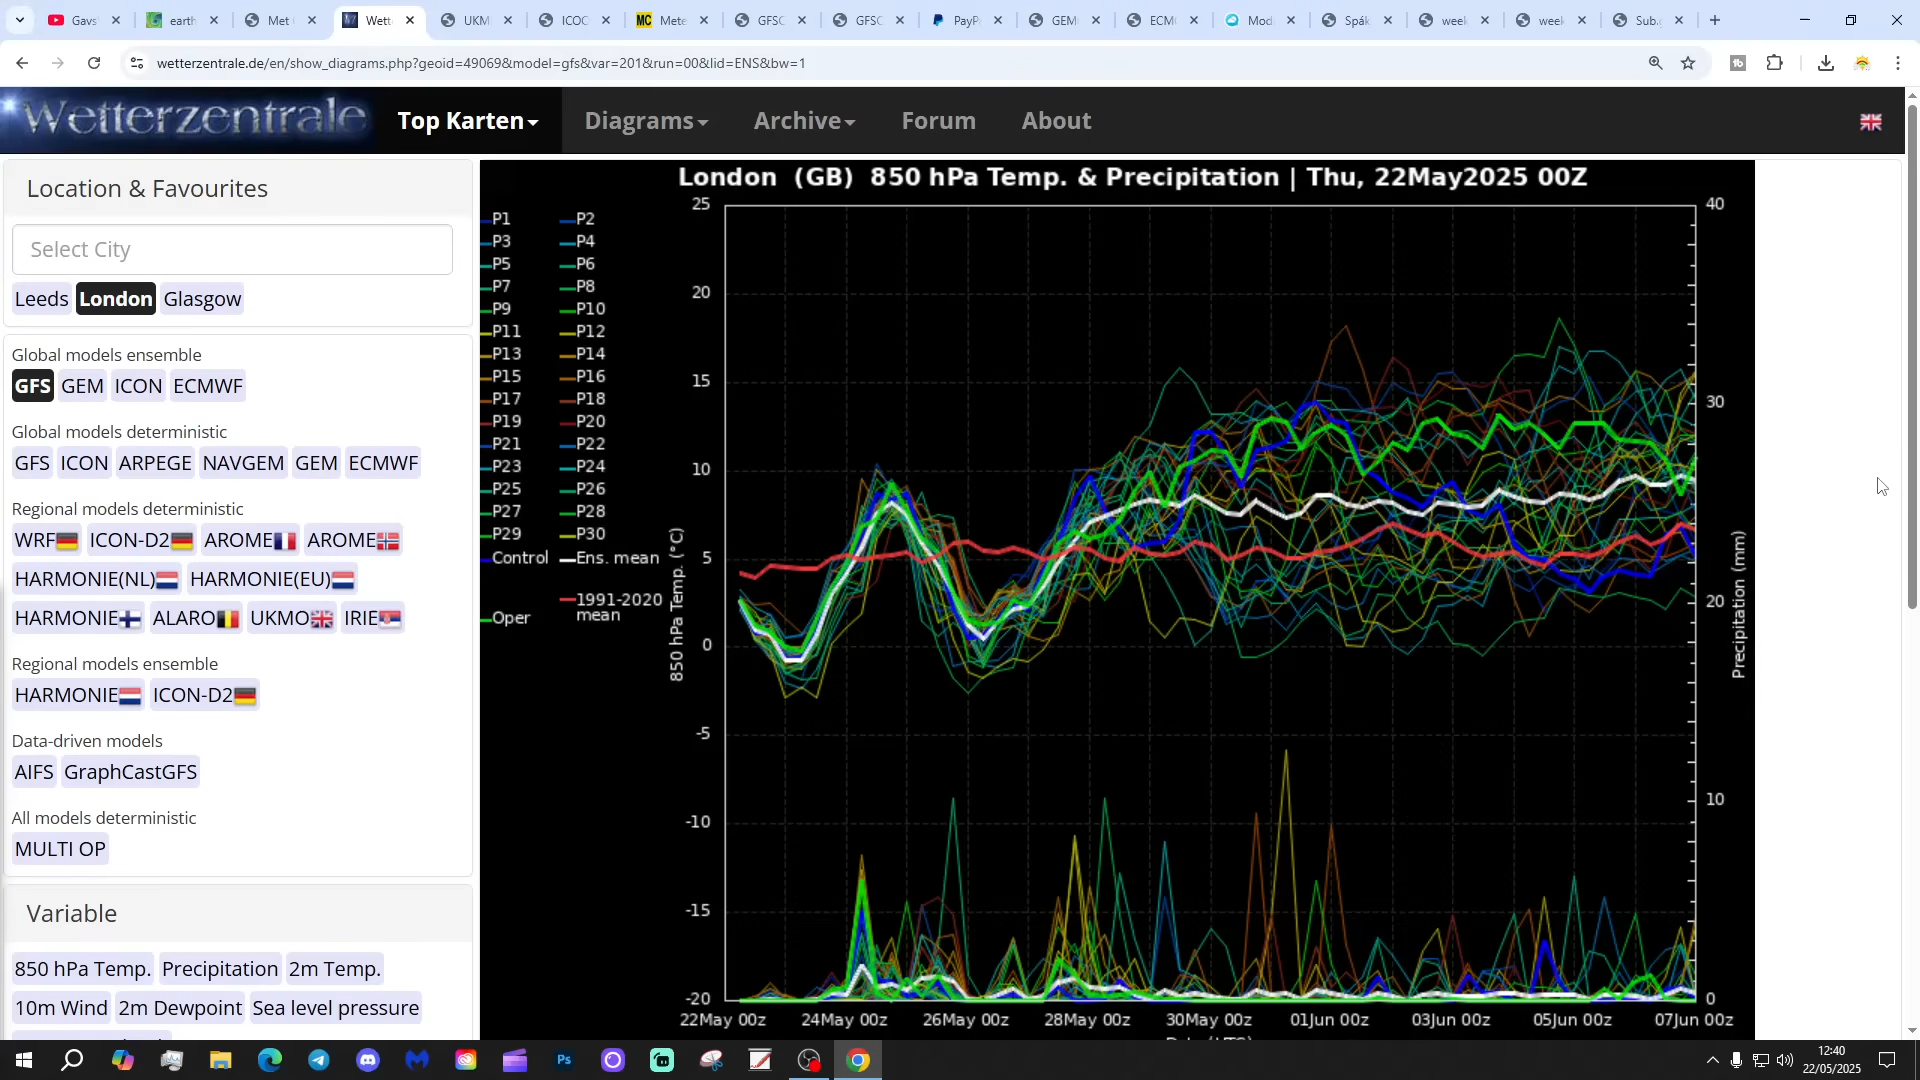 Gavs
earth
Met
Wett
UKM
ICOC
MC Mete
GFSC
GFSC
PayP
GEM
ECM
Mod
Spák
week
week
Sub.
wetterzentrale.de/en/show_diagrams.php?geoid=49069&model=gfs&var=201&run=00&lid=ENS&bw=1
Wetterzentrale Top Karten Diagrams Archive Forum About
Location & Favourites
Select City
Leeds London Glasgow
Global models ensemble
GFS GEM ICON ECMWF
Global models deterministic
GFS ICON ARPEGE NAVGEM GEM ECMWF
Regional models deterministic
WRF ICON-D2 AROME AROME
HARMONIE(NL) HARMONIE(EU)
HARMONIE ALARO UKMO IRIE
Regional models ensemble
HARMONIE ICON-D2
Data-driven models
AIFS GraphCastGFS
All models deterministic
MULTI OP
Variable
850 hPa Temp. Precipitation 2m Temp.
10m Wind 2m Dewpoint Sea level pressure
London (GB) 850 hPa Temp. & Precipitation | Thu, 22May2025 00Z
P1 P2
P3 P4
P5 P6
P7 P8
P9 P10
P11 P12
P13 P14
P15 P16
P17 P18
P19 P20
P21 P22
P23 P24
P25 P26
P27 P28
P29 P30
Control Ens. mean
Oper 1991-2020
mean
850 hPa Temp. (°C)
25
20
15
10
5
0
-5
-10
-15
-20
40
30
20
10
0
Precipitation (mm)
22May 00z 24May 00z 26May 00z 28May 00z 30May 00z 01Jun 00z 03Jun 00z 05Jun 00z 07Jun 00z
Ps
12:40
22/05/2025